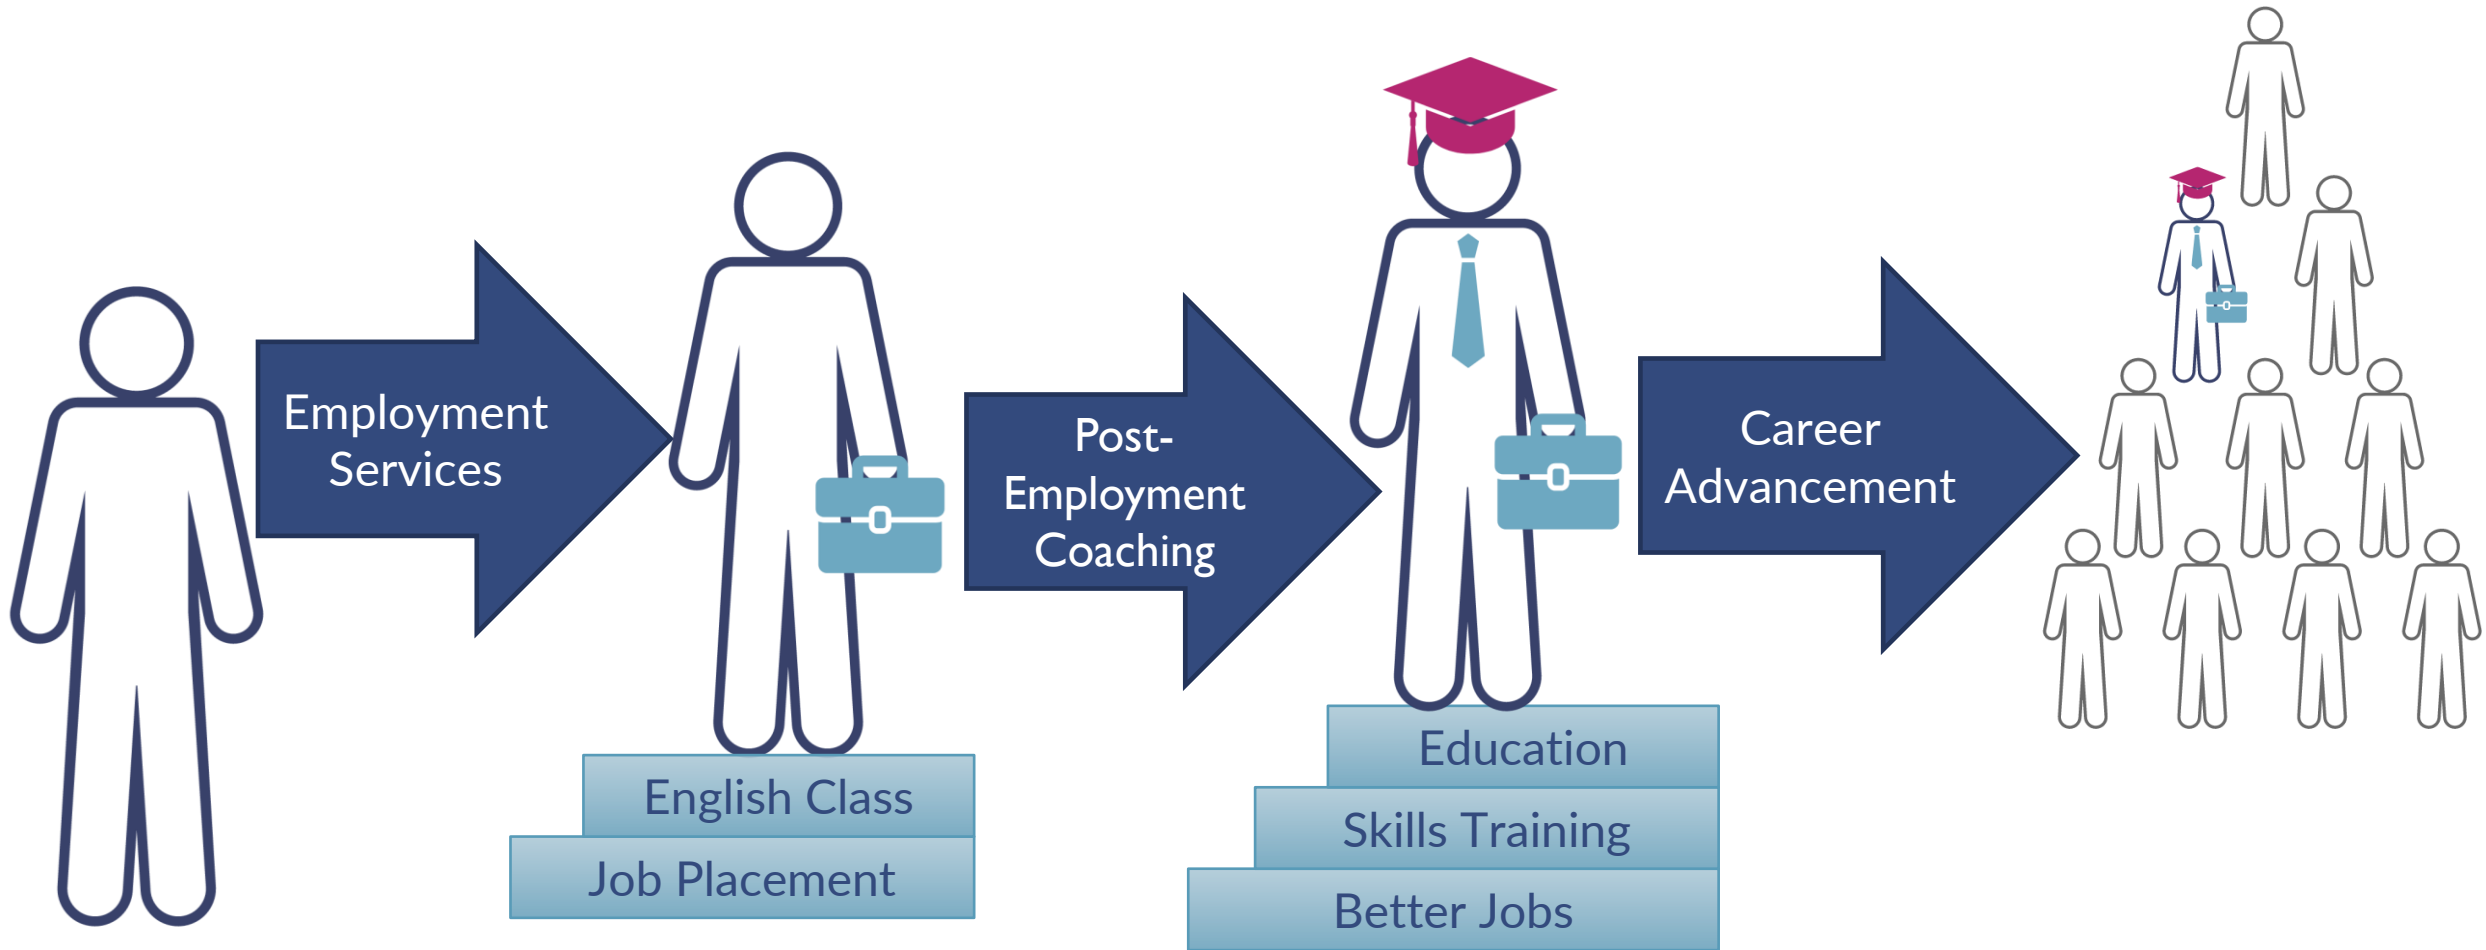 Employment
Services
English Class
Job Placement
Post-
Employment
Coaching
Education
Skills Training
Better Jobs
Career
Advancement